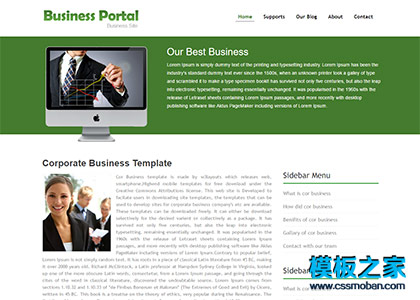 Business Portal
Business Site
Home Supports Our Blog About Contact
Our Best Business
Lorem Ipsum is simply dummy text of the printing and typesetting industry. Lorem Ipsum has been the
industry's standard dummy text ever since the 1500s, when an unknown printer took a galley of type
and scrambled it to make a type specimen book. It has survived not only five centuries, but also the leap
into electronic typesetting, remaining essentially unchanged. It was popularised in the 1960s with the
release of Letraset sheets containing Lorem Ipsum passages, and more recently with desktop
publishing software like Aldus PageMaker including versions of Lorem Ipsum.
Corporate Business Template
Cor Business template is made by which releases web,
smartphone/tighted mobile templates for free download under the
Creative Commons Attributions license. This web site is Developed to
facilate users in downloading site templates, the templates that can be
used to develop sites for corporate business company's etc are available.
These templates can be downloaded freely. It can either be download
selectively for the desired variant or collectively as a package. It has
survived not only five centuries, but also the leap into electronic
typesetting, remaining essentially unchanged. It was popularised in the
1960s with the release of Letraset sheets containing Lorem Ipsum
passages, and more recently with desktop publishing software like Aldus
PageMaker including versions of Lorem Ipsum. Contrary to popular belief,
Lorem Ipsum is not simply random text. It has roots in a piece of classical Latin literature from 45 BC, making
it over 2000 years old. Richard McClintock, a Latin professor at Hampden-Sydney College in Virginia, looked
up one of the more obscure Latin words, consectetur, from a Lorem Ipsum passage, and going through the
cites of the word in classical literature, discovered the undoubtable source. Lorem Ipsum comes from
sections 1.10.32 and 1.10.33 of "de Finibus Bonorum et Malorum" (The Extremes of Good and Evil) by Cicero,
written in 45 BC. This book is a treatise on the theory of ethics, very popular during the Renaissance. The
Sidebar Menu
What is cor business
How did cor business
Benifits of cor business
Gallary of cor business
Contact with our team
Sidebar
What is
模板之家
www.cssmoban.com